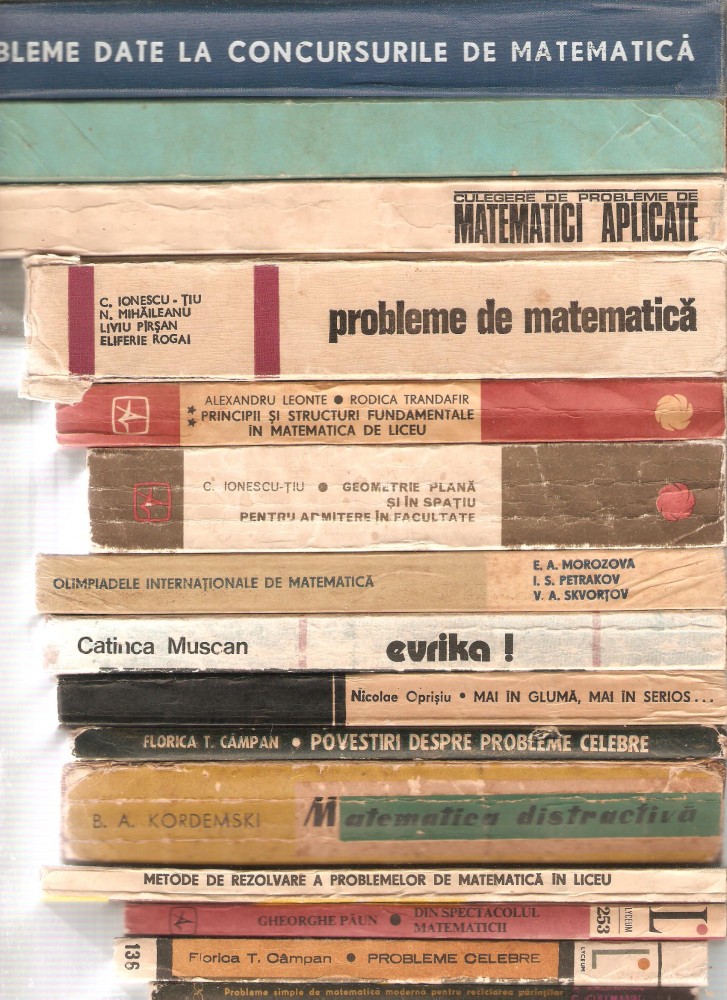 BLEME DATE LA CONCURSURILE DE MATEMATICĂ
CULEGERE DE PROBLEME DE
MATEMATICI APLICATE
C. IONESCU - ȚIU
N. MIHĂILEANU
LIVIU PÎRȘAN
ELIFERIE ROGAI
probleme de matematică
ALEXANDRU LEONTE ● RODICA TRANDAFIR
★★ PRINCIPII ȘI STRUCTURI FUNDAMENTALE
ÎN MATEMATICA DE LICEU
C. IONESCU-ȚIU ● GEOMETRIE PLANĂ
ȘI ÎN SPAȚIU
PENTRU ADMITERE ÎN FACULTATE
OLIMPIADELE INTERNAȚIONALE DE MATEMATICĂ
E. A. MOROZOVA
I. S. PETRAKOV
V. A. SKVORȚOV
Catinca Muscan
evrika !
Nicolae Oprișiu • MAI ÎN GLUMĂ, MAI ÎN SERIOS...
FLORICA T. CÂMPAN • POVESTIRI DESPRE PROBLEME CELEBRE
B. A. KORDEMSKI
Matematica distractivă
METODE DE REZOLVARE A PROBLEMELOR DE MATEMATICĂ ÎN LICEU
GHEORGHE PĂUN ● DIN SPECTACOLUL
MATEMATICII
253
LYCEUM
L
136
Florica T. Câmpan • PROBLEME CELEBRE
LYCEUM
L
Probleme simple de matematică modernă pentru reciclarea părinților